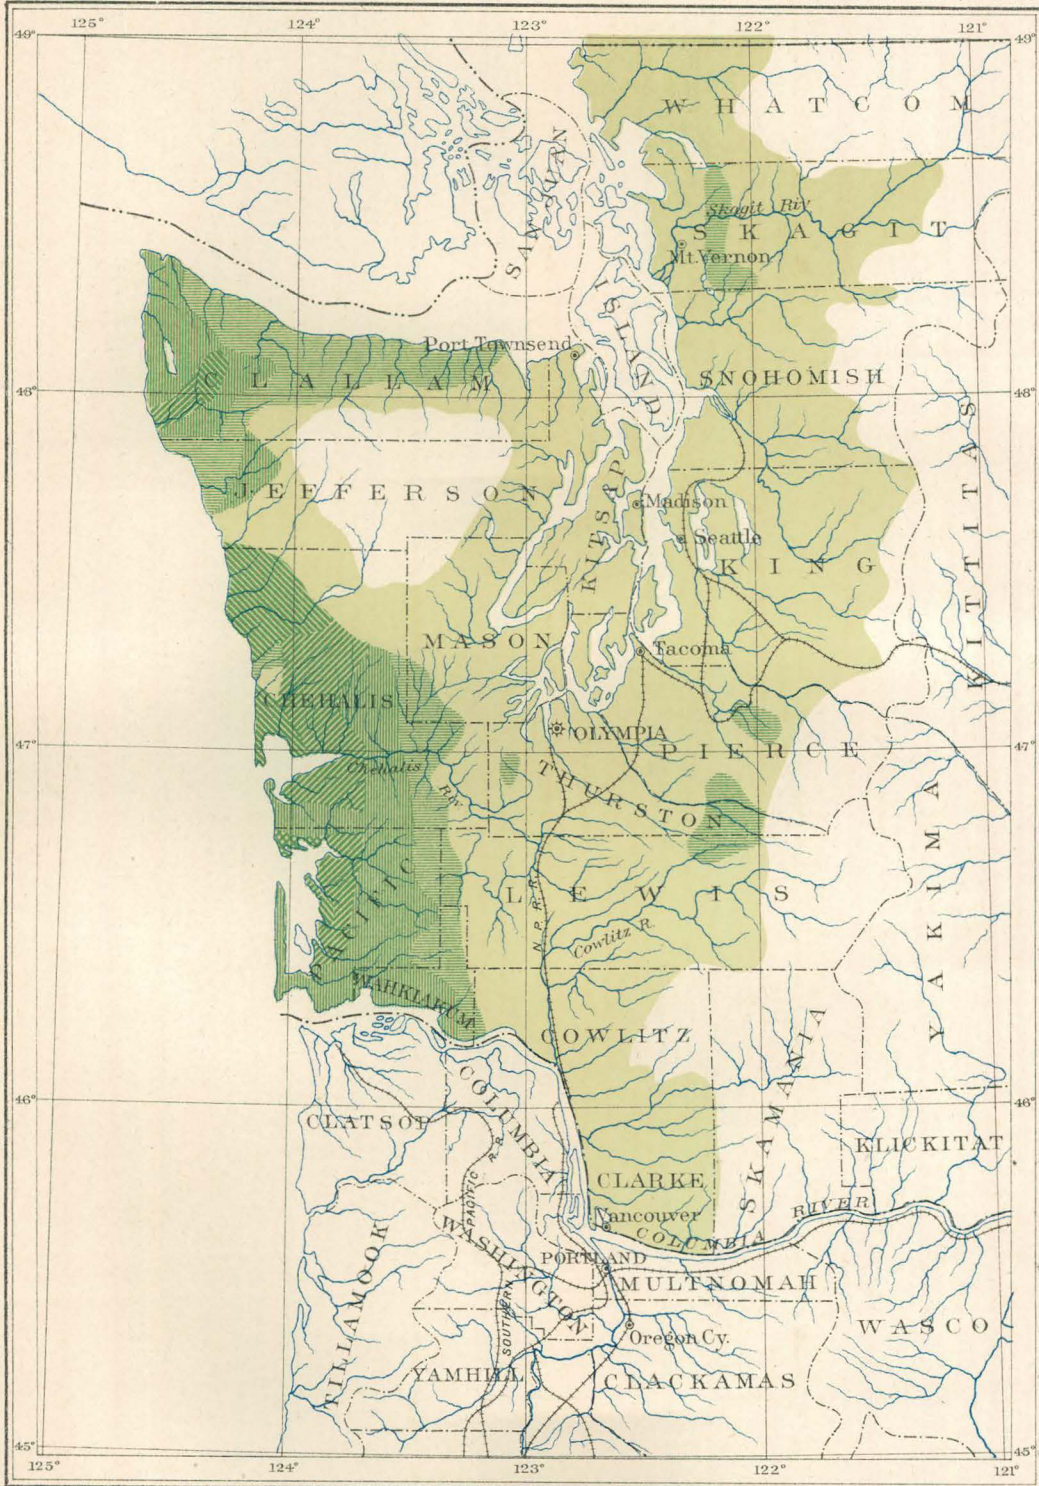 125°
124°
123°
122°
121°
49°
49°
WHATCOM
SAN JUAN
Skagit Riv
SKAGIT
Mt. Vernon
ISLAND
Port Townsend
CLALLAM
SNOHOMISH
48°
48°
JEFFERSON
KITSAP
Madison
Seattle
KING
KITTITAS
MASON
Tacoma
CHEHALIS
OLYMPIA
PIERCE
47°
47°
Chehalis Riv
THURSTON
YAKIMA
PACIFIC
LEWIS
N.P.R.R.
Cowlitz R.
WAHKIAKUM
COWLITZ
SKAMANIA
46°
46°
CLATSOP
COLUMBIA
KLICKITAT
CLARKE
Vancouver
COLUMBIA RIVER
SOUTHERN PACIFIC R.R.
WASHINGTON
PORTLAND
MULTNOMAH
TILLAMOOK
Oregon Cy.
WASCO
YAMHILL
CLACKAMAS
45°
45°
125°
124°
123°
122°
121°